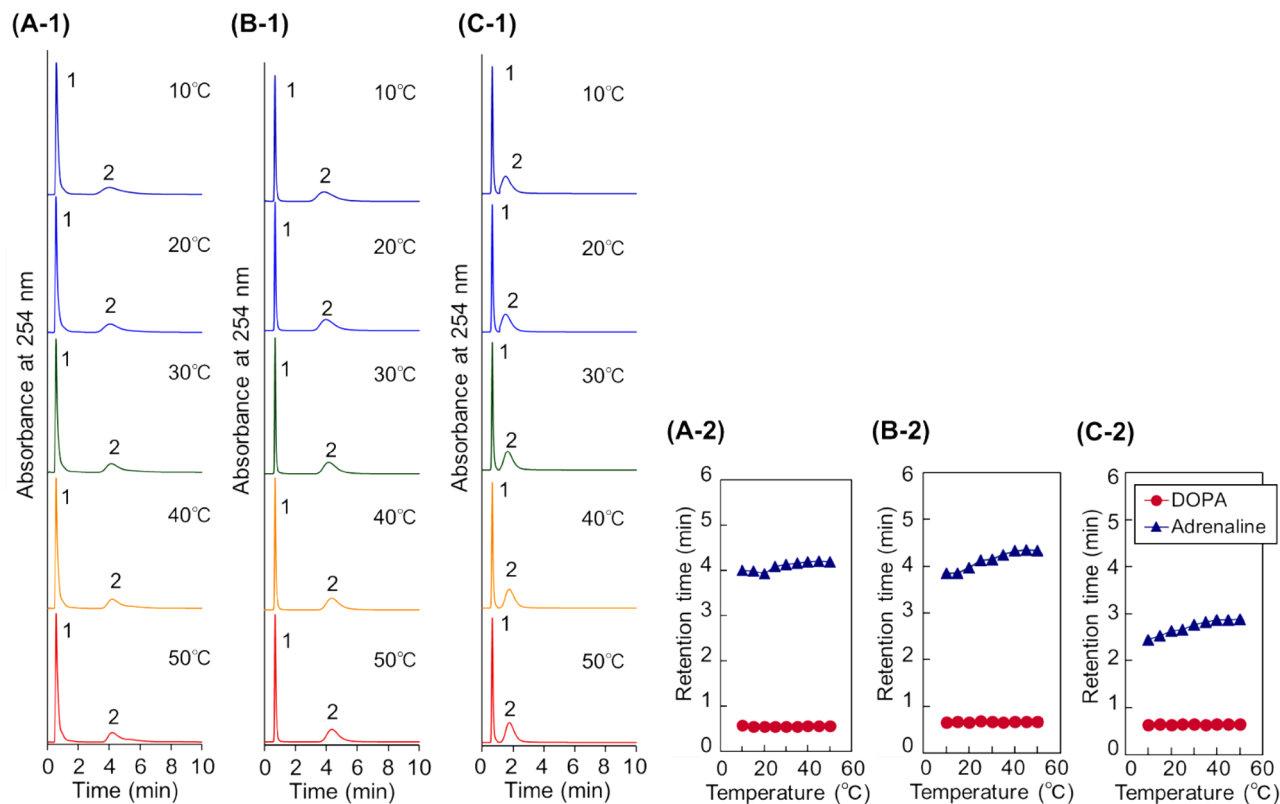 (A-1)
1
10°C
2
1
20°C
2
1
30°C
2
1
40°C
2
1
50°C
2
Absorbance at 254 nm
0 2 4 6 8 10
Time (min)
(B-1)
1
10°C
2
1
20°C
2
1
30°C
2
1
40°C
2
1
50°C
2
Absorbance at 254 nm
0 2 4 6 8 10
Time (min)
(C-1)
1
10°C
2
1
20°C
2
1
30°C
2
1
40°C
2
1
50°C
2
Absorbance at 254 nm
0 2 4 6 8 10
Time (min)
(A-2)
6
5
4
3
2
1
0
Retention time (min)
0 20 40 60
Temperature (°C)
(B-2)
6
5
4
3
2
1
0
Retention time (min)
0 20 40 60
Temperature (°C)
(C-2)
6
5
4
3
2
1
0
Retention time (min)
DOPA
Adrenaline
0 20 40 60
Temperature (°C)